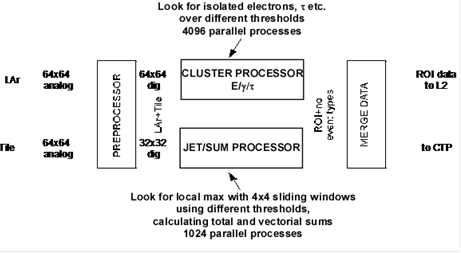 Look for isolated electrons, τ etc.
over different thresholds
4096 parallel processes
LAr
64x64
analog
PREPROCESSOR
64x64
dig
LAr+Tile
CLUSTER PROCESSOR
E/γ/τ
ROI+no
event types
MERGE DATA
ROI data
to L2
Tile
64x64
analog
32x32
dig
JET/SUM PROCESSOR
to CTP
Look for local max with 4x4 sliding windows
using different thresholds,
calculating total and vectorial sums
1024 parallel processes